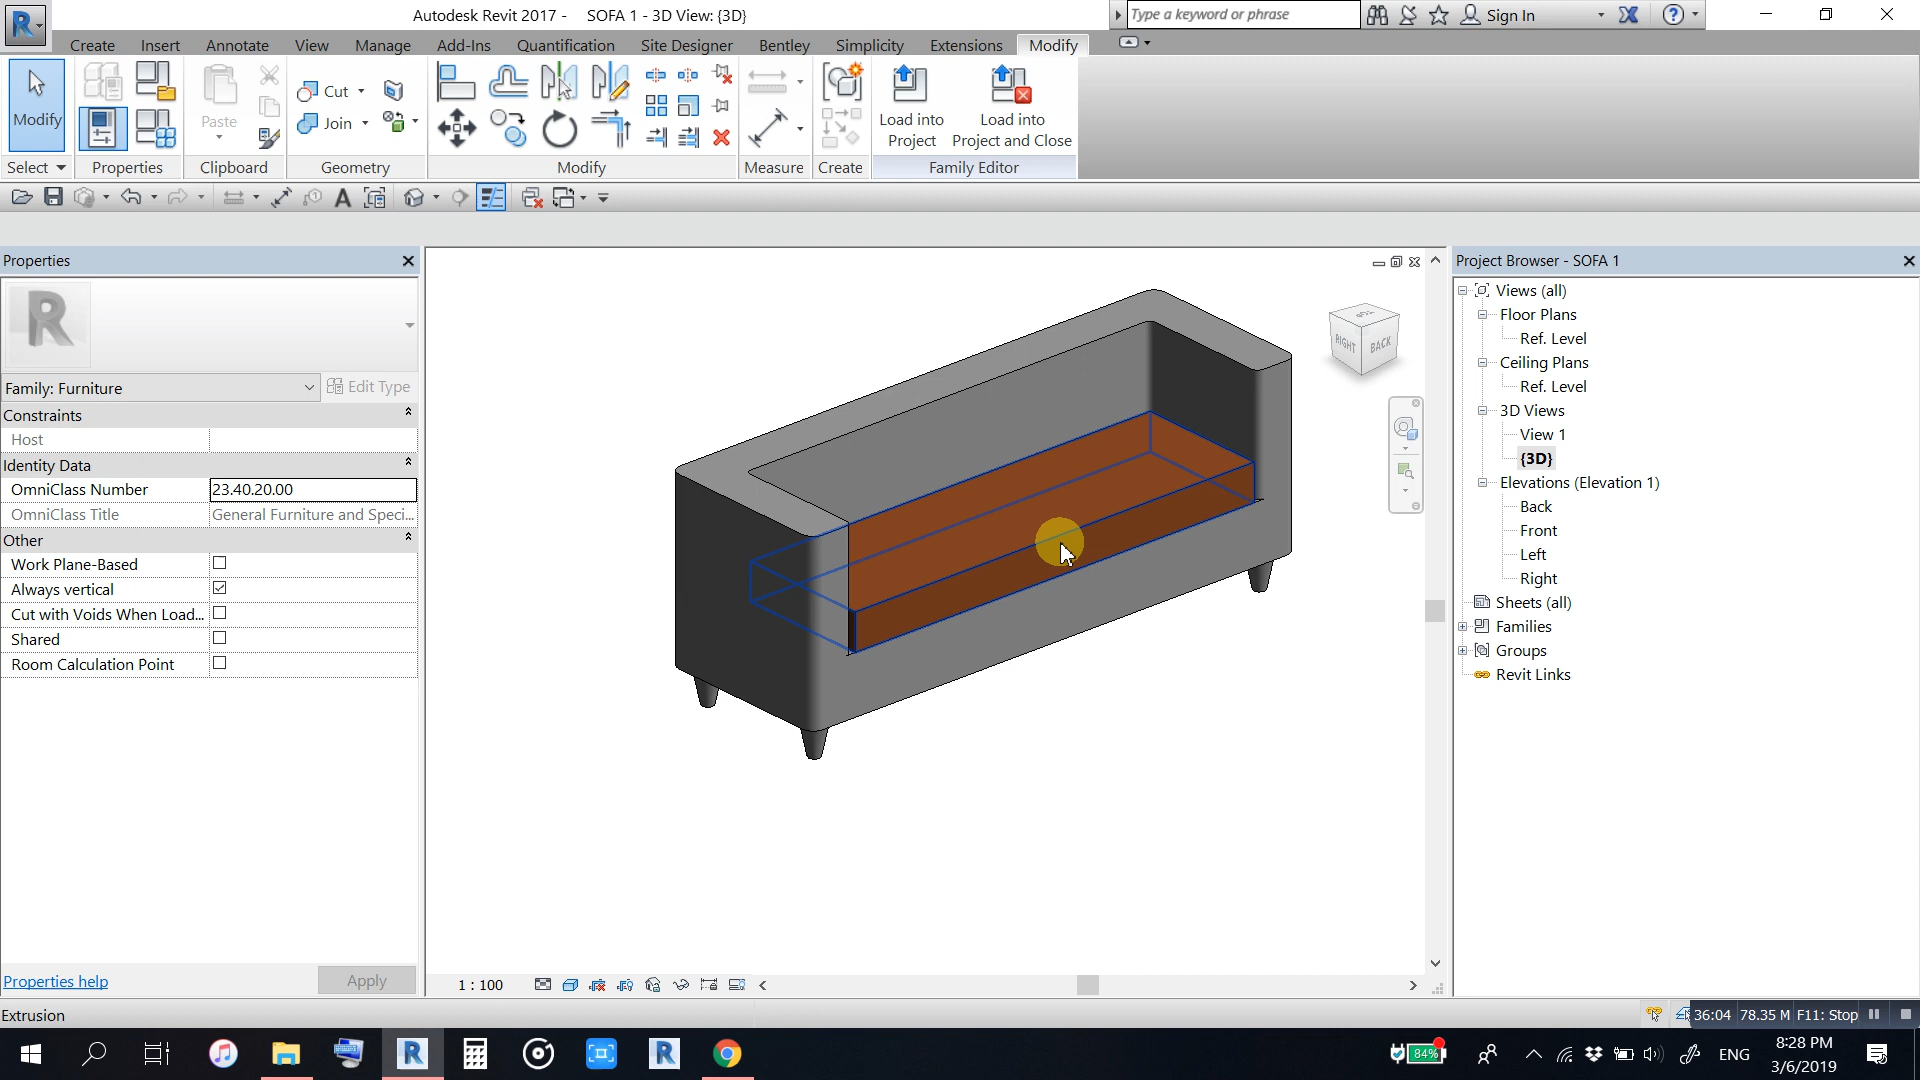 Autodesk Revit 2017 - SOFA 1 - 3D View: {3D}
Type a keyword or phrase
Sign In
Create Insert Annotate View Manage Add-Ins Quantification Site Designer Bentley Simplicity Extensions Modify
Modify
Paste
Cut
Join
Load into Project
Load into Project and Close
Select Properties Clipboard Geometry Modify Measure Create Family Editor
Properties
Family: Furniture
Edit Type
Constraints
Host
Identity Data
OmniClass Number 23.40.20.00
OmniClass Title General Furniture and Speci...
Other
Work Plane-Based
Always vertical
Cut with Voids When Load...
Shared
Room Calculation Point
Properties help
Apply
TOP
RIGHT
BACK
1 : 100
Project Browser - SOFA 1
Views (all)
Floor Plans
Ref. Level
Ceiling Plans
Ref. Level
3D Views
View 1
{3D}
Elevations (Elevation 1)
Back
Front
Left
Right
Sheets (all)
Families
Groups
Revit Links
Extrusion
36:04 78.35 M F11: Stop
84%
ENG
8:28 PM
3/6/2019